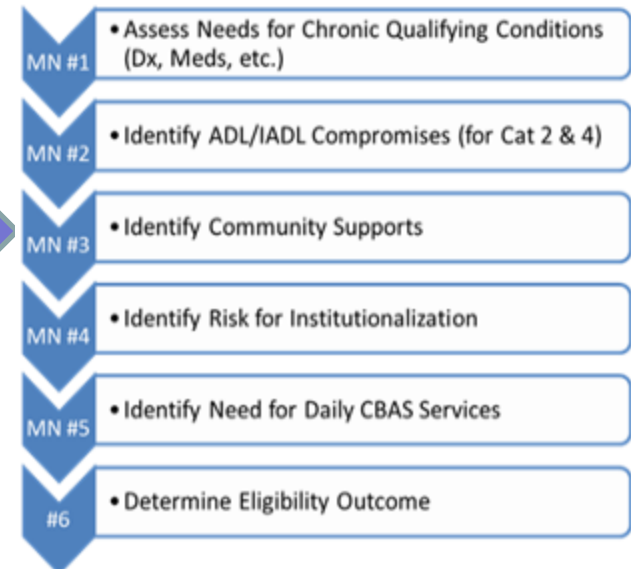 MN #1
• Assess Needs for Chronic Qualifying Conditions
(Dx, Meds, etc.)
MN #2
• Identify ADL/IADL Compromises (for Cat 2 & 4)
MN #3
• Identify Community Supports
MN #4
• Identify Risk for Institutionalization
MN #5
• Identify Need for Daily CBAS Services
#6
• Determine Eligibility Outcome